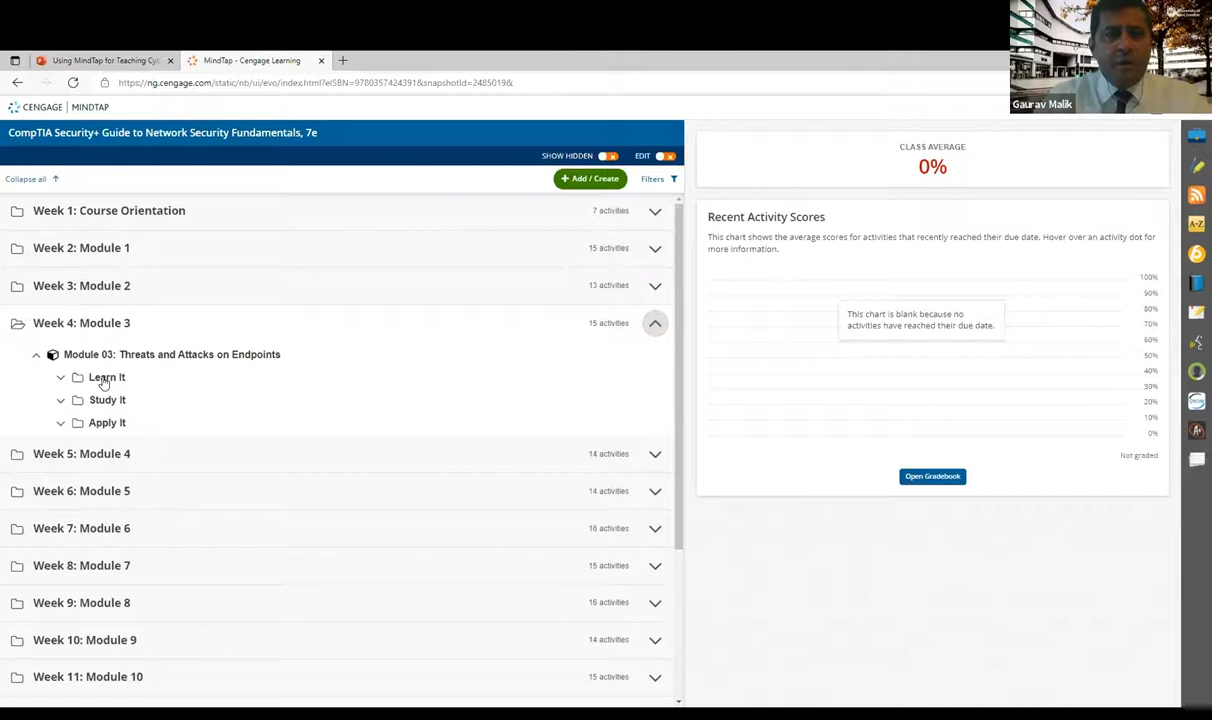 Using MindTap for Teaching Cyb
MindTap - Cengage Learning
https://ng.cengage.com/static/nb/ui/evo/index.html?eISBN=9780357424391&snapshotId=2485019&
Gaurav Malik
CENGAGE | MINDTAP
CompTIA Security+ Guide to Network Security Fundamentals, 7e
SHOW HIDDEN
EDIT
Collapse all
+ Add / Create
Filters
Week 1: Course Orientation
7 activities
Week 2: Module 1
15 activities
Week 3: Module 2
13 activities
Week 4: Module 3
15 activities
Module 03: Threats and Attacks on Endpoints
Learn It
Study It
Apply It
Week 5: Module 4
14 activities
Week 6: Module 5
14 activities
Week 7: Module 6
16 activities
Week 8: Module 7
15 activities
Week 9: Module 8
16 activities
Week 10: Module 9
14 activities
Week 11: Module 10
15 activities
CLASS AVERAGE
0%
Recent Activity Scores
This chart shows the average scores for activities that recently reached their due date. Hover over an activity dot for
more information.
100%
90%
80%
70%
60%
50%
40%
30%
20%
10%
0%
This chart is blank because no
activities have reached their due date.
Not graded
Open Gradebook
A-Z
A+